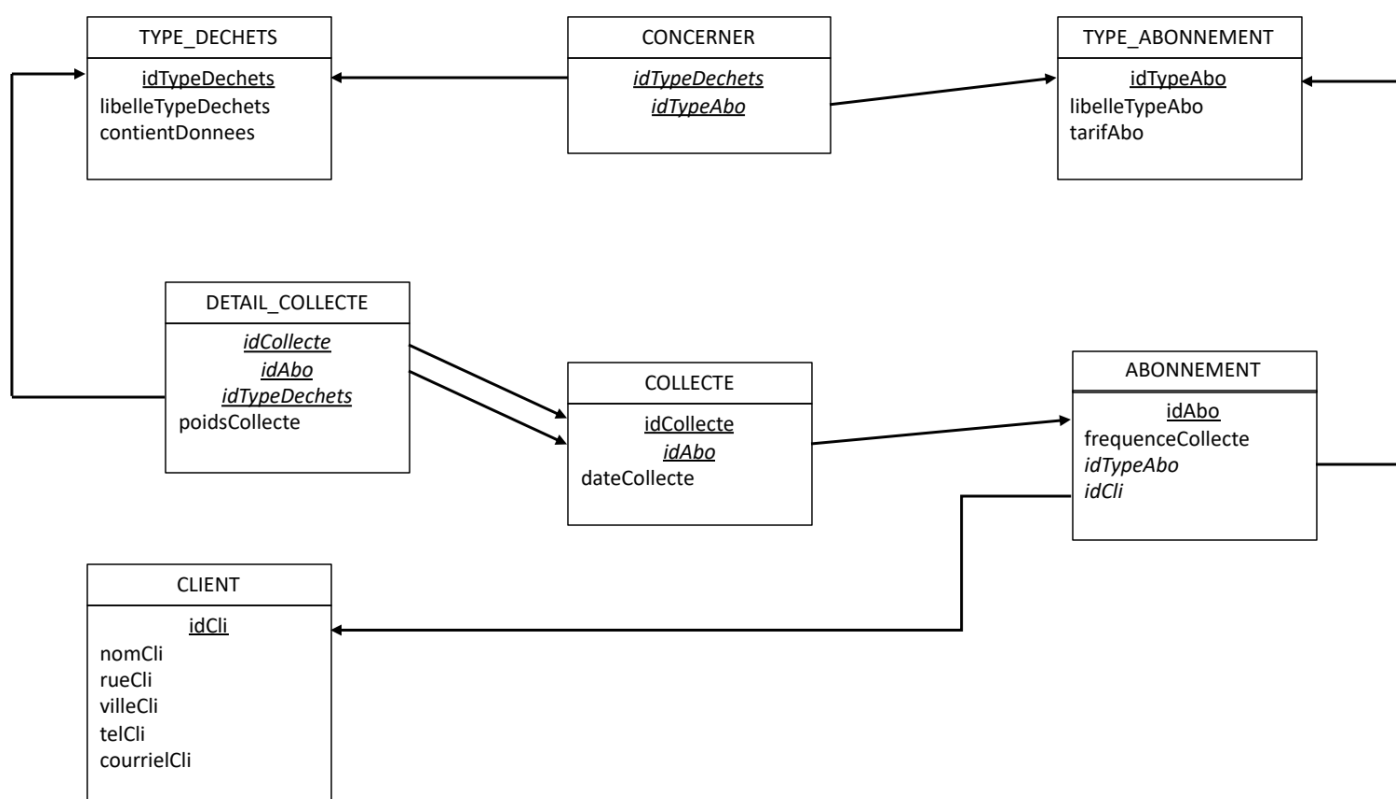 TYPE_DECHETS
idTypeDechets
libelleTypeDechets
contientDonnees
CONCERNER
idTypeDechets
idTypeAbo
TYPE_ABONNEMENT
idTypeAbo
libelleTypeAbo
tarifAbo
DETAIL_COLLECTE
idCollecte
idAbo
idTypeDechets
poidsCollecte
COLLECTE
idCollecte
idAbo
dateCollecte
ABONNEMENT
idAbo
frequenceCollecte
idTypeAbo
idCli
CLIENT
idCli
nomCli
rueCli
villeCli
telCli
courrielCli